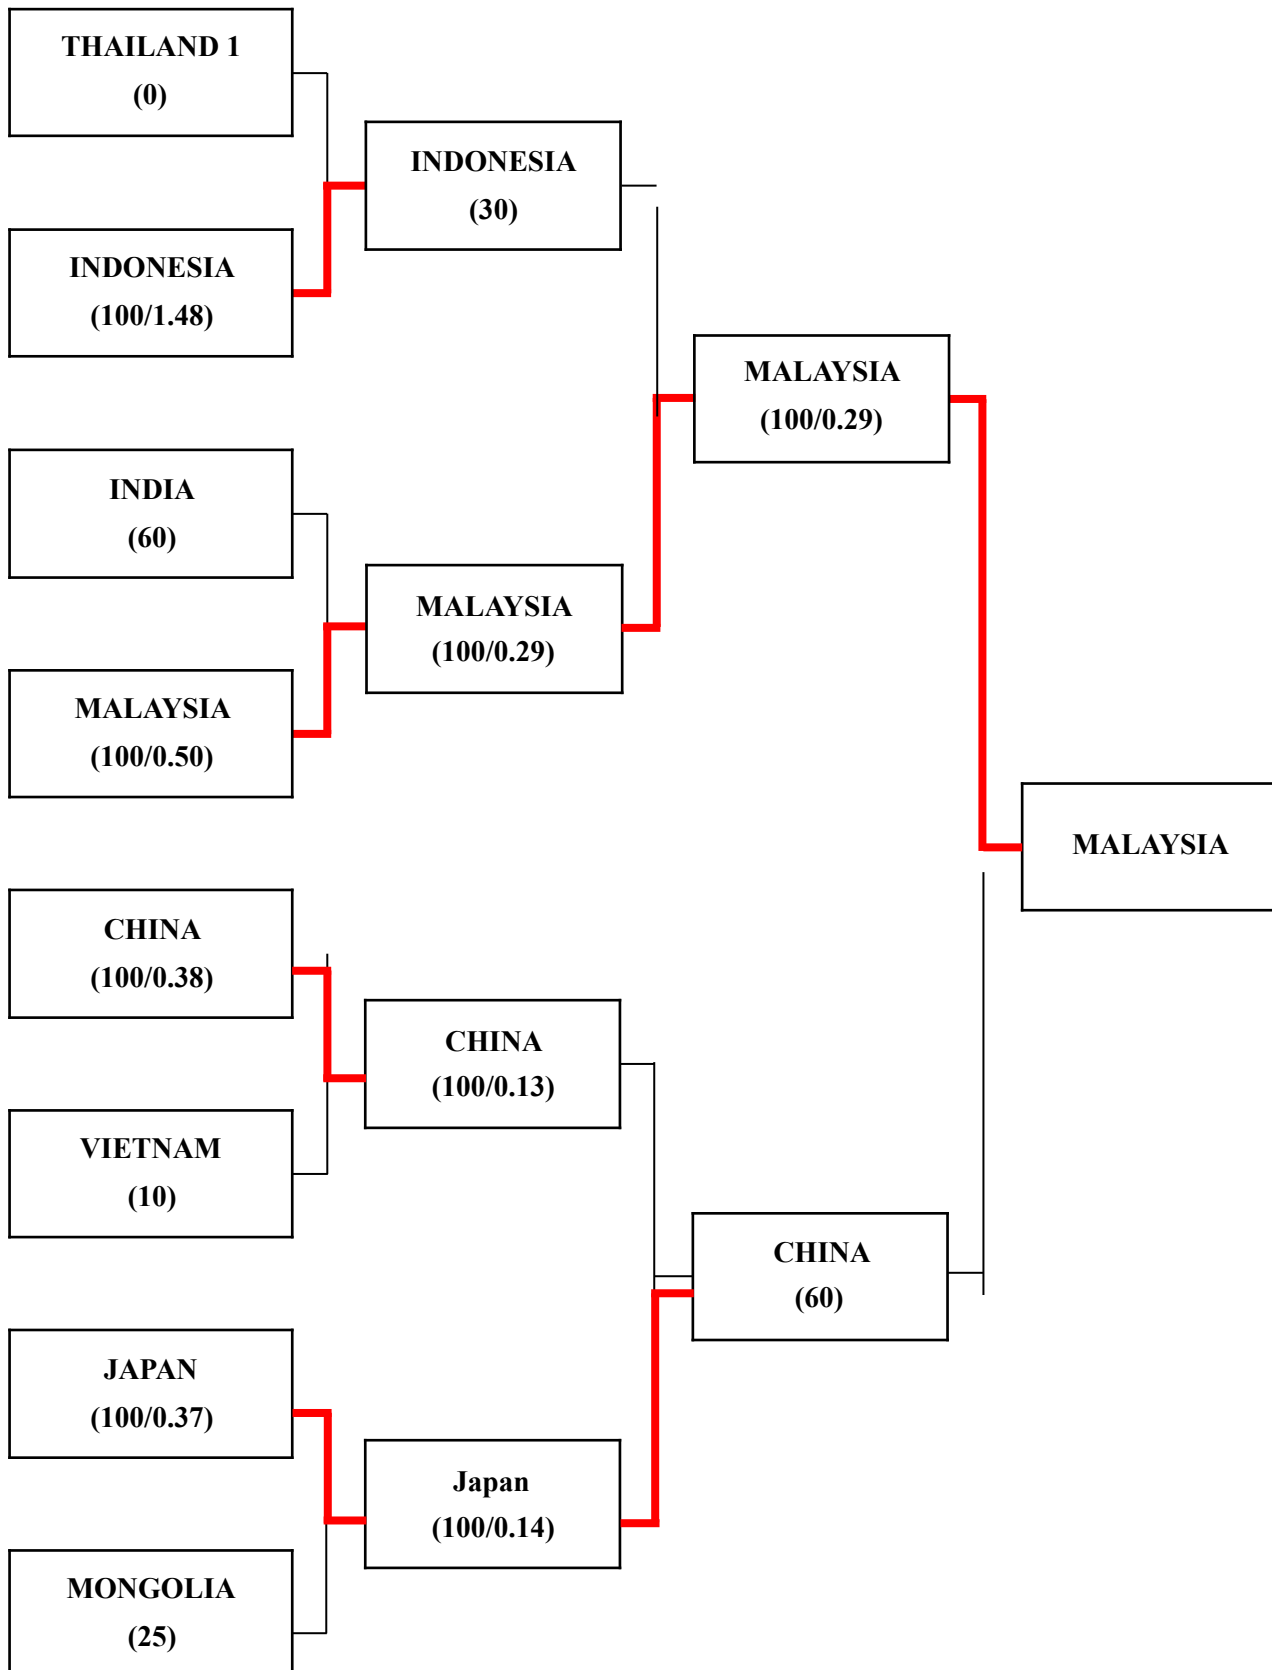 THAILAND 1
(0)
INDONESIA
(100/1.48)
INDIA
(60)
MALAYSIA
(100/0.50)
CHINA
(100/0.38)
VIETNAM
(10)
JAPAN
(100/0.37)
MONGOLIA
(25)
INDONESIA
(30)
MALAYSIA
(100/0.29)
CHINA
(100/0.13)
Japan
(100/0.14)
MALAYSIA
(100/0.29)
CHINA
(60)
MALAYSIA